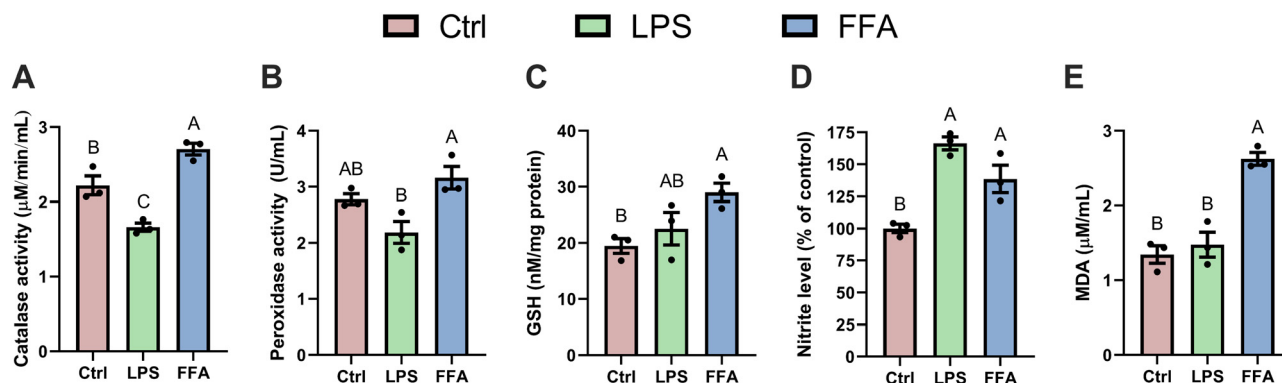 Ctrl LPS FFA
A
Catalase activity (µM/min/mL)
3
2
1
0
B
C
A
Ctrl LPS FFA
B
Peroxidase activity (U/mL)
4
3
2
1
0
AB
B
A
Ctrl LPS FFA
C
GSH (nM/mg protein)
40
30
20
10
0
B
AB
A
Ctrl LPS FFA
D
Nitrite level (% of control)
175
150
125
100
75
50
25
0
B
A
A
Ctrl LPS FFA
E
MDA (µM/mL)
3
2
1
0
B
B
A
Ctrl LPS FFA